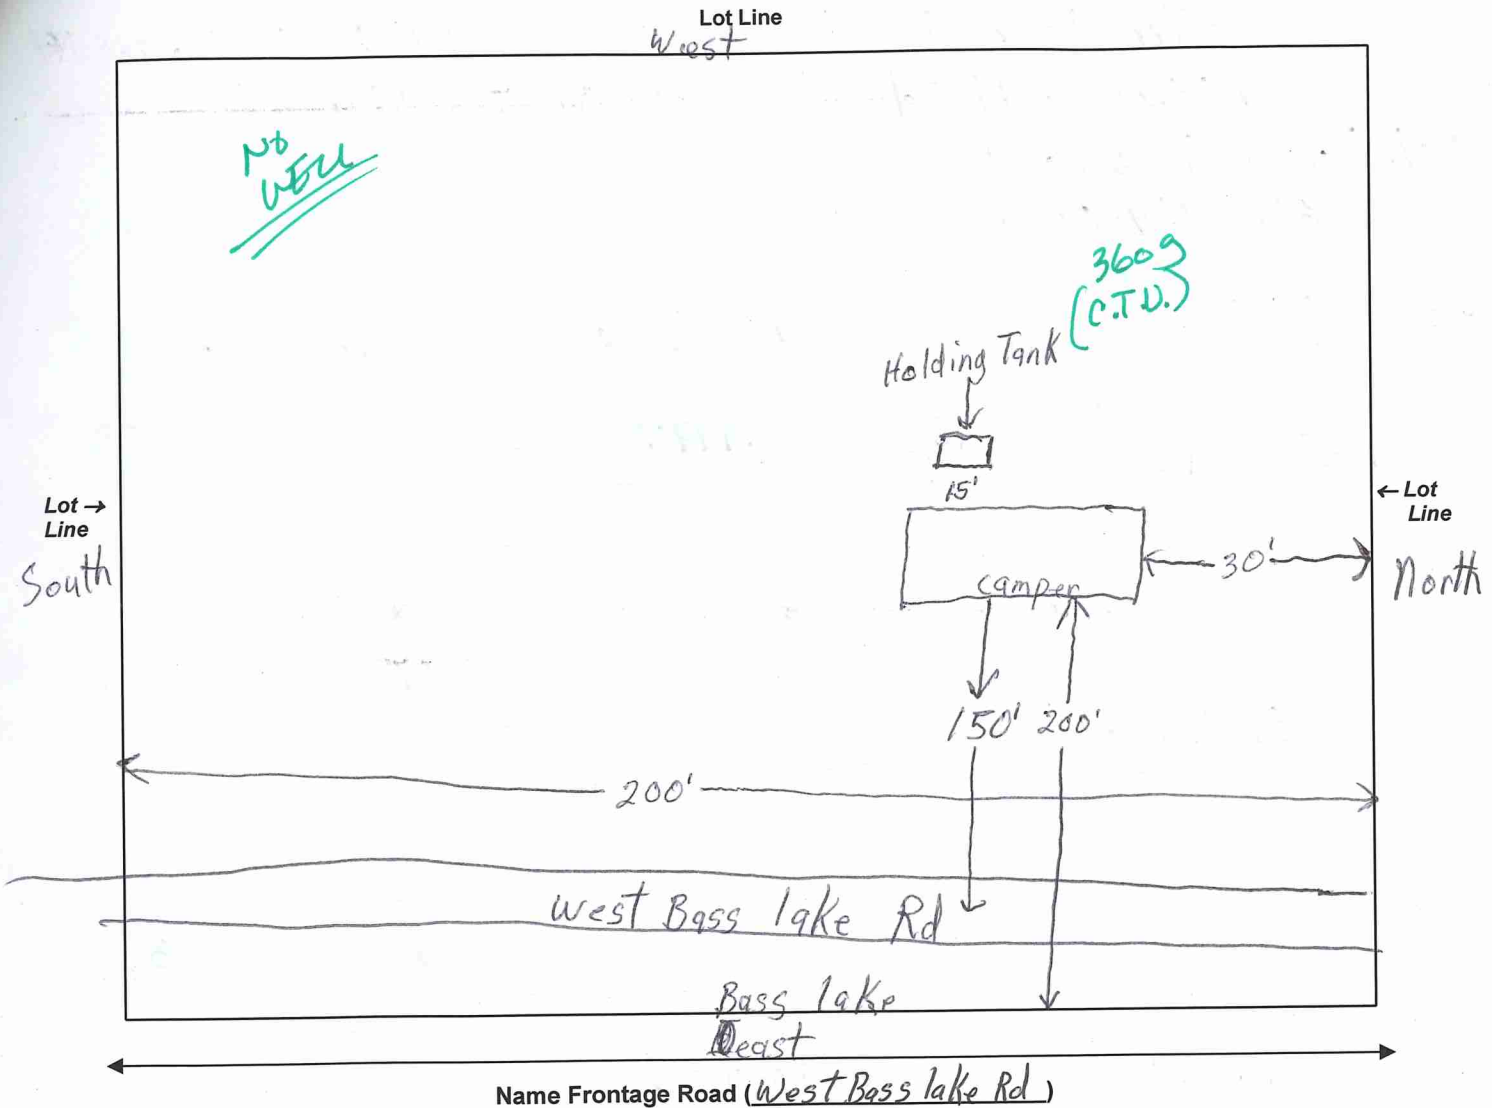 Lot Line
West
No
WELL
360g
(C.T.D.)
Holding Tank
15'
Lot →
Line
South
← Lot
Line
North
30'
camper
150' 200'
200'
West Bass lake Rd
Bass lake
east
Name Frontage Road (West Bass lake Rd)